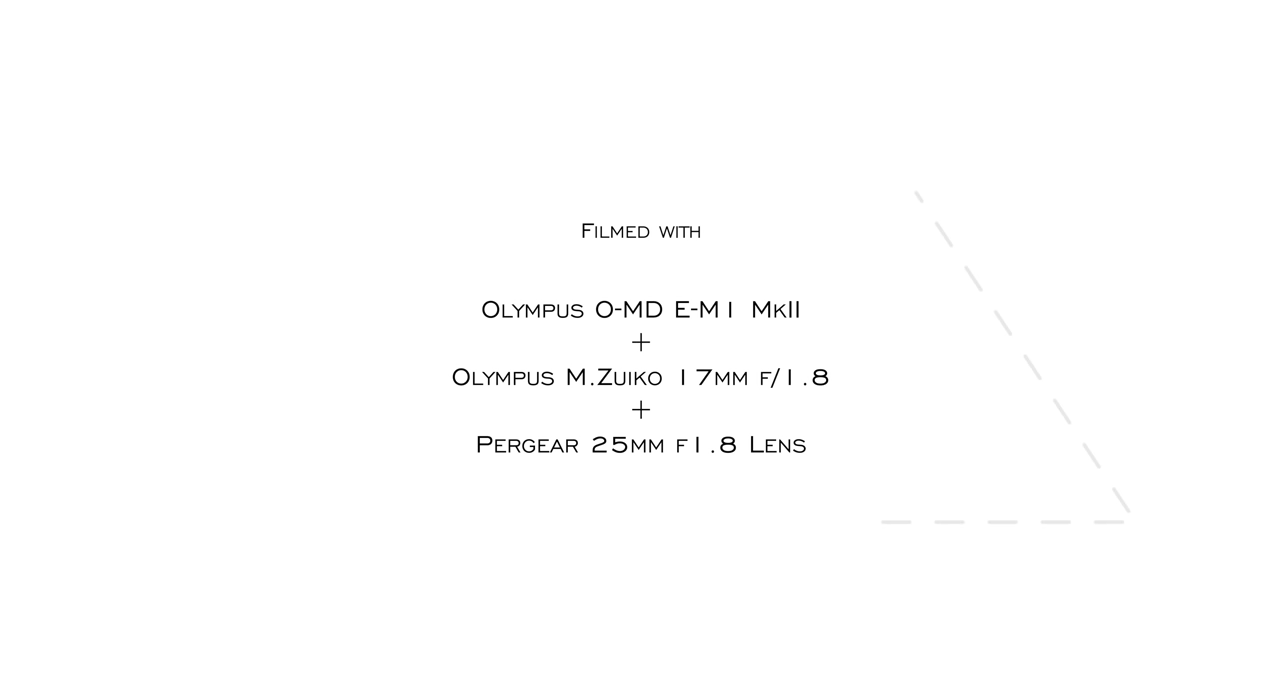 Filmed with
Olympus O-MD E-M1 MkII
+
Olympus M.Zuiko 17mm f/1.8
+
Pergear 25mm f1.8 Lens